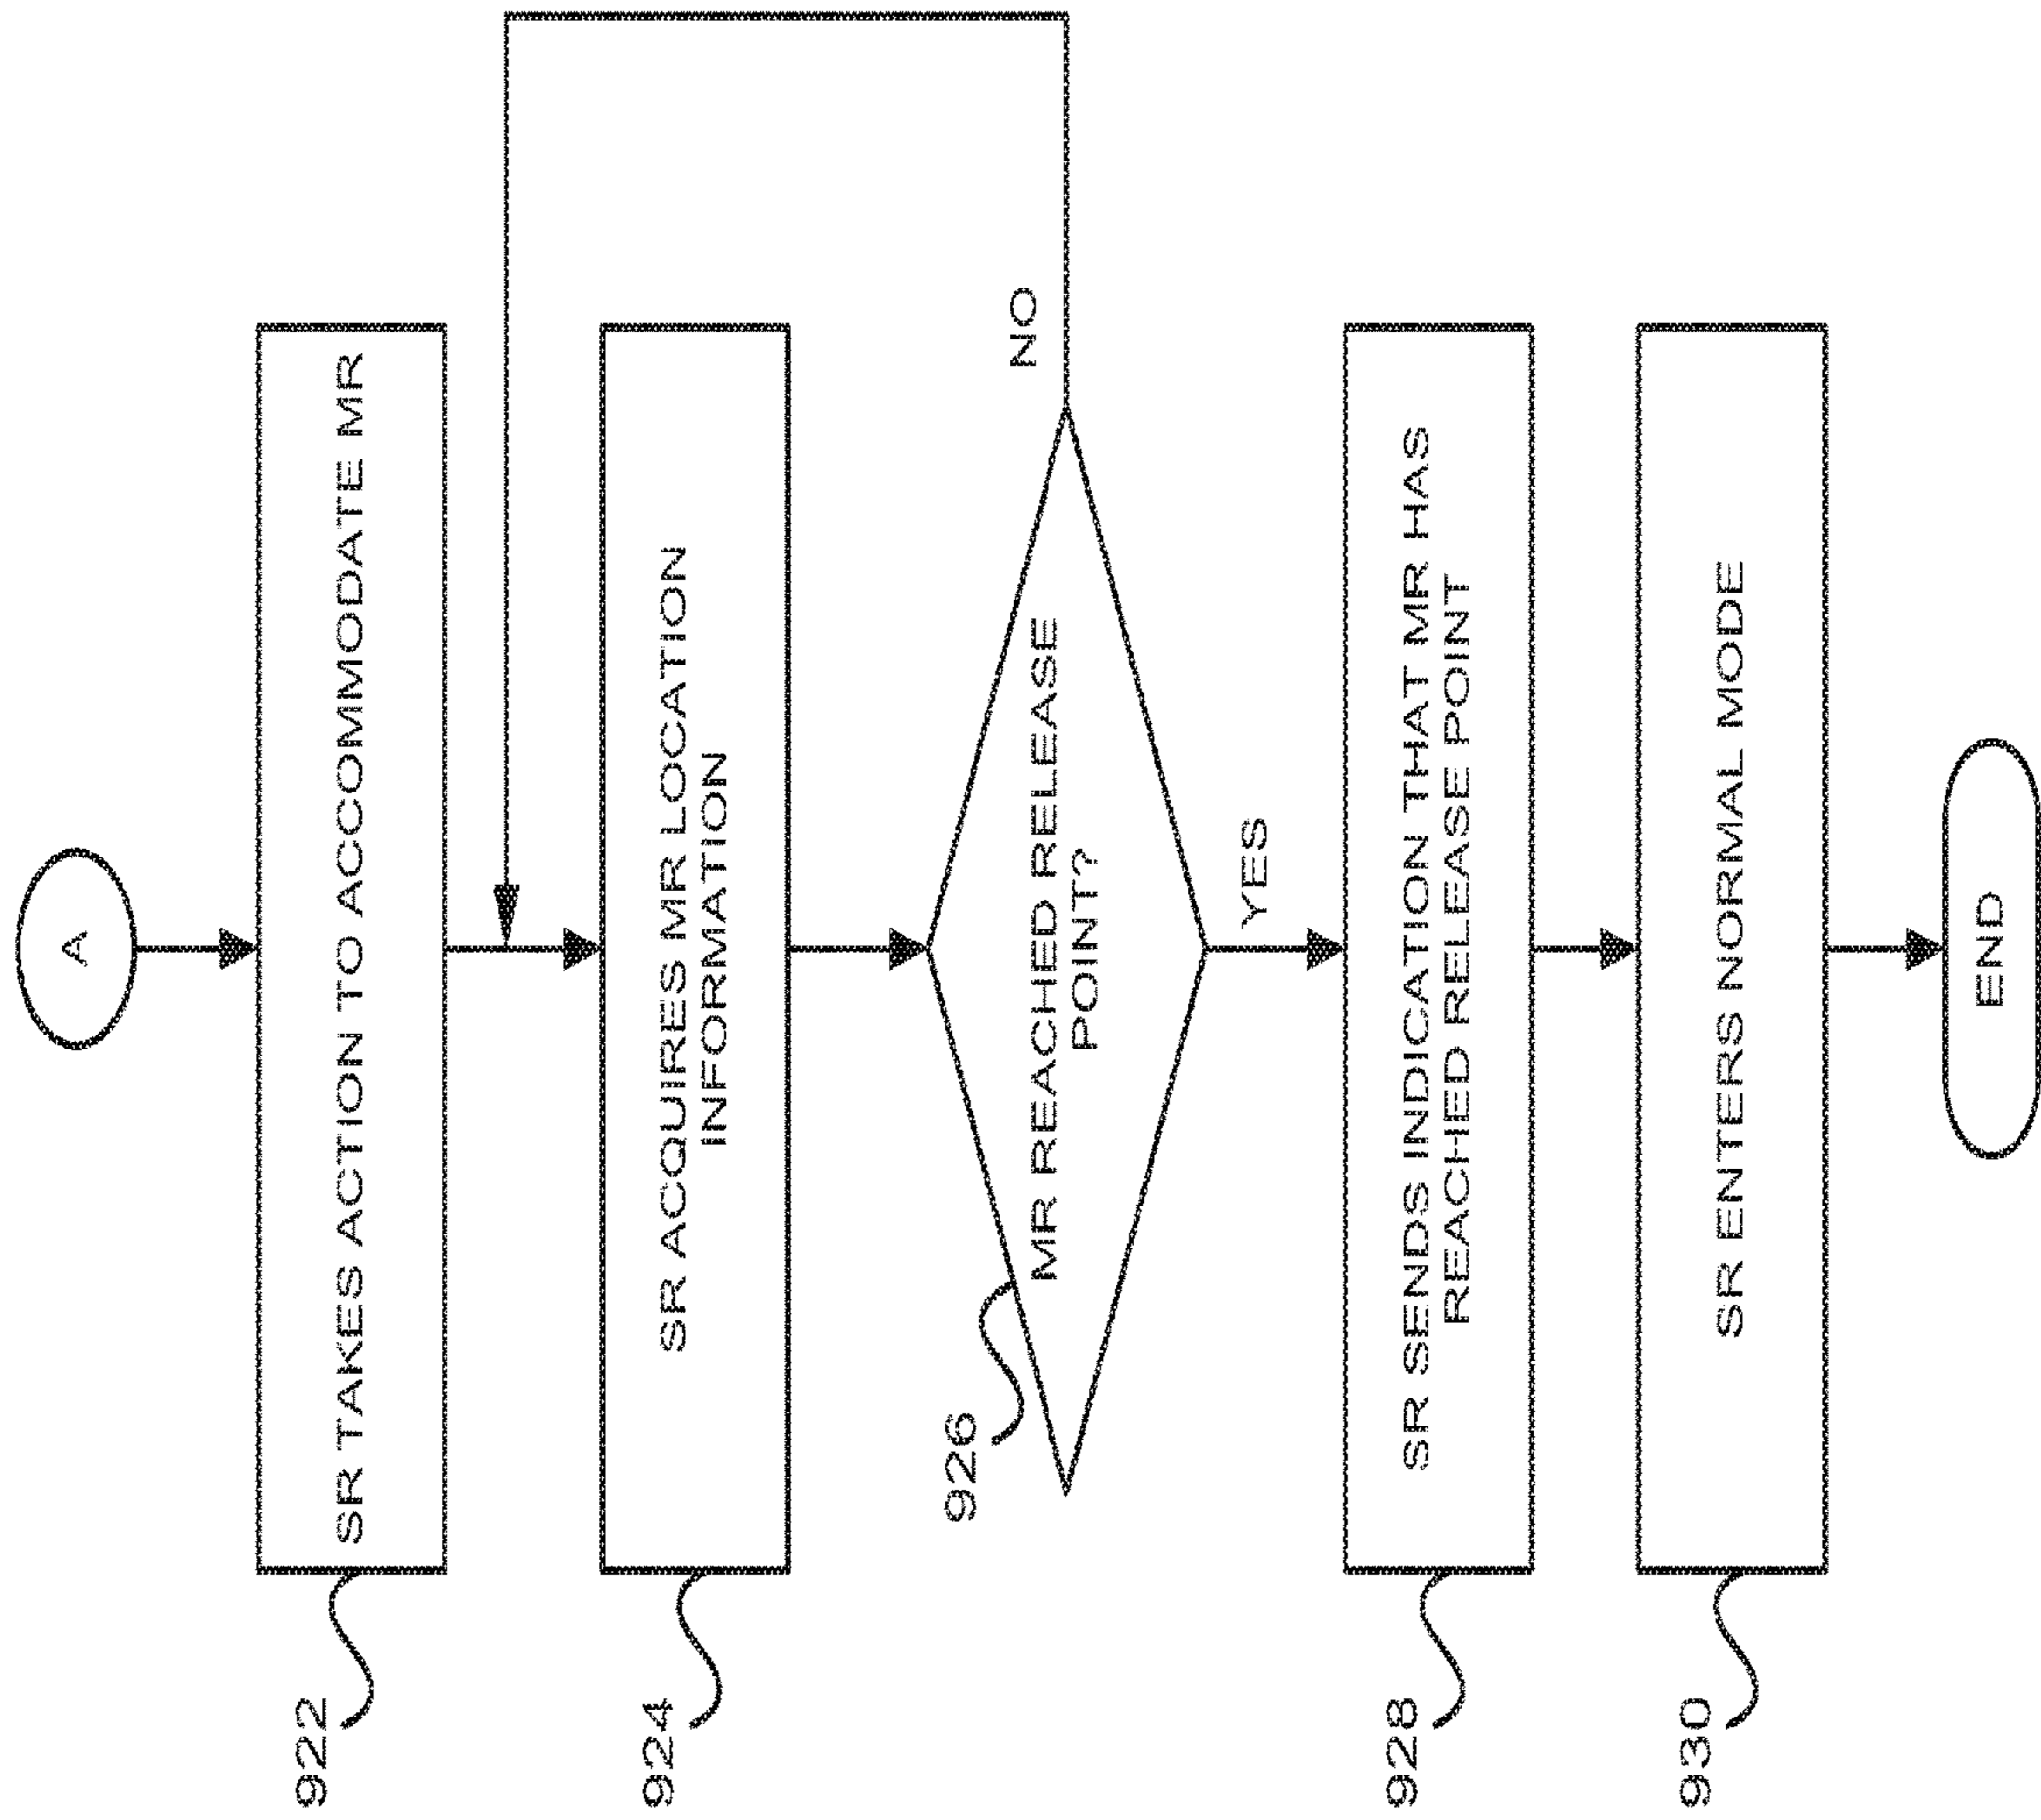 A
SR TAKES ACTION TO ACCOMMODATE MR
922
SR ACQUIRES MR LOCATION
INFORMATION
924
MR REACHED RELEASE
POINT?
926
NO
YES
SR SENDS INDICATION THAT MR HAS
REACHED RELEASE POINT
928
SR ENTERS NORMAL MODE
930
END